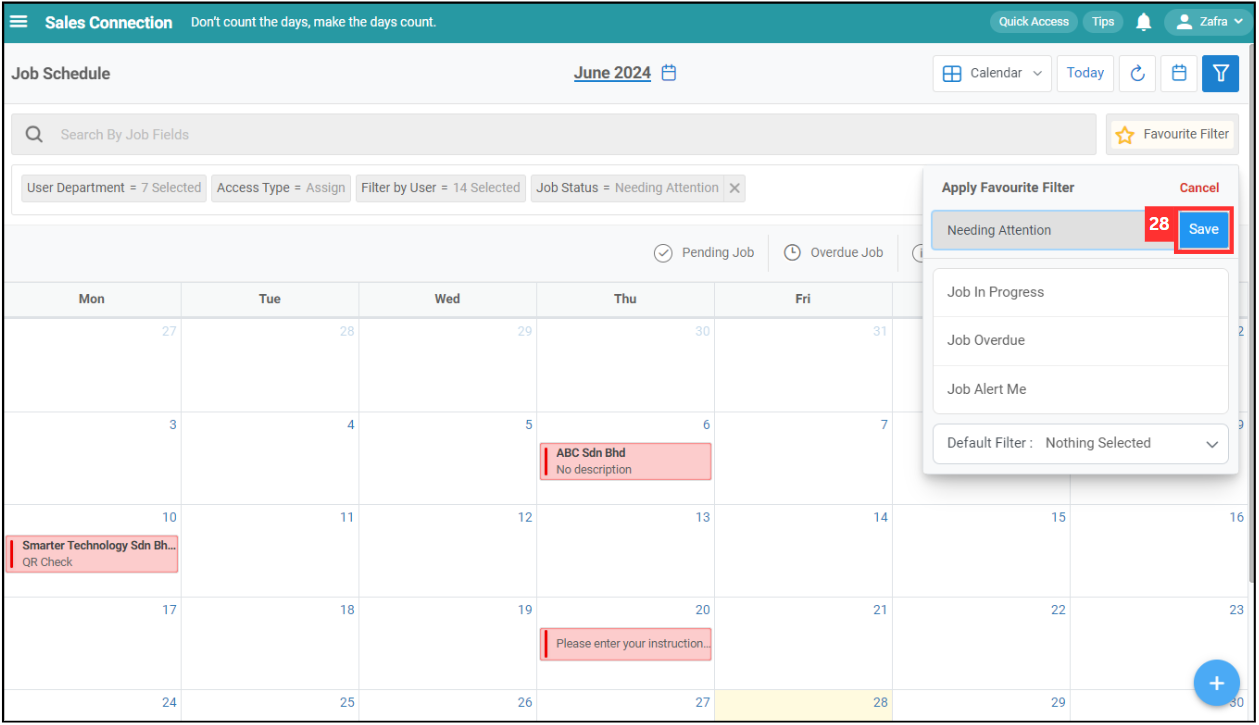 Sales Connection Don't count the days, make the days count. Quick Access Tips Zafra
Job Schedule June 2024 Calendar Today
Search By Job Fields Favourite Filter
User Department = 7 Selected Access Type = Assign Filter by User = 14 Selected Job Status = Needing Attention
Apply Favourite Filter Cancel
Needing Attention 28 Save
Pending Job Overdue Job
Job In Progress
Job Overdue
Job Alert Me
Default Filter : Nothing Selected
Mon Tue Wed Thu Fri
27 28 29 30 31 2
3 4 5 6 7 9
ABC Sdn Bhd
No description
10 11 12 13 14 15 16
Smarter Technology Sdn Bh...
QR Check
17 18 19 20 21 22 23
Please enter your instruction...
24 25 26 27 28 29 30
+